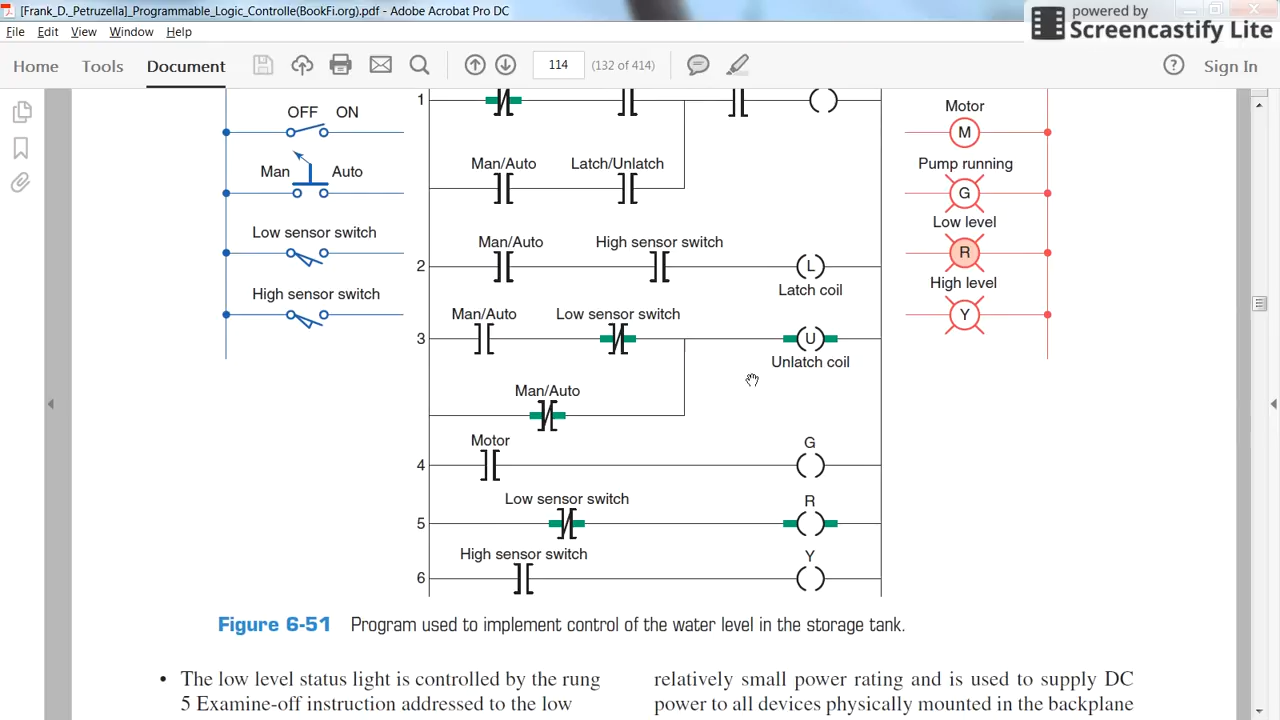 [Frank_D._Petruzella]_Programmable_Logic_Controlle(BookFi.org).pdf - Adobe Acrobat Pro DC
powered by
Screencastify Lite
File Edit View Window Help
Home Tools Document 114 (132 of 414) Sign In
1
OFF ON
Man Auto
Low sensor switch
High sensor switch
Man/Auto Latch/Unlatch
Man/Auto High sensor switch
2 L
Latch coil
Man/Auto Low sensor switch
3 U
Unlatch coil
Man/Auto
Motor G
4
Low sensor switch R
5
High sensor switch Y
6
Motor
M
Pump running
G
Low level
R
High level
Y
Figure 6-51 Program used to implement control of the water level in the storage tank.
• The low level status light is controlled by the rung
5 Examine-off instruction addressed to the low
relatively small power rating and is used to supply DC
power to all devices physically mounted in the backplane